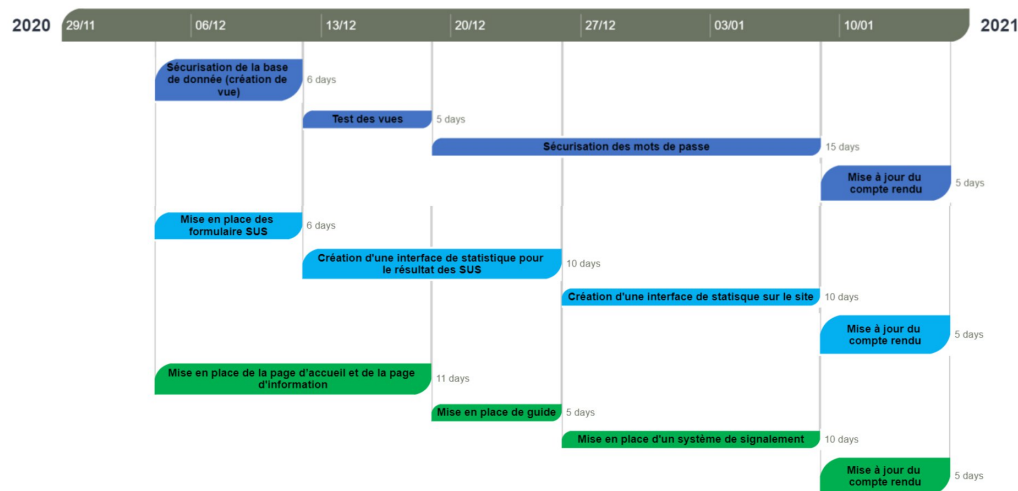 2020 29/11 06/12 13/12 20/12 27/12 03/01 10/01 2021
Sécurisation de la base
de donnée (création de
vue)
6 days
Test des vues
5 days
Sécurisation des mots de passe
15 days
Mise à jour du
compte rendu
5 days
Mise en place des
formulaire SUS
6 days
Création d'une interface de statistique pour
le résultat des SUS
10 days
Création d'une interface de statisque sur le site
10 days
Mise à jour du
compte rendu
5 days
Mise en place de la page d'accueil et de la page
d'information
11 days
Mise en place de guide
5 days
Mise en place d'un système de signalement
10 days
Mise à jour du
compte rendu
5 days